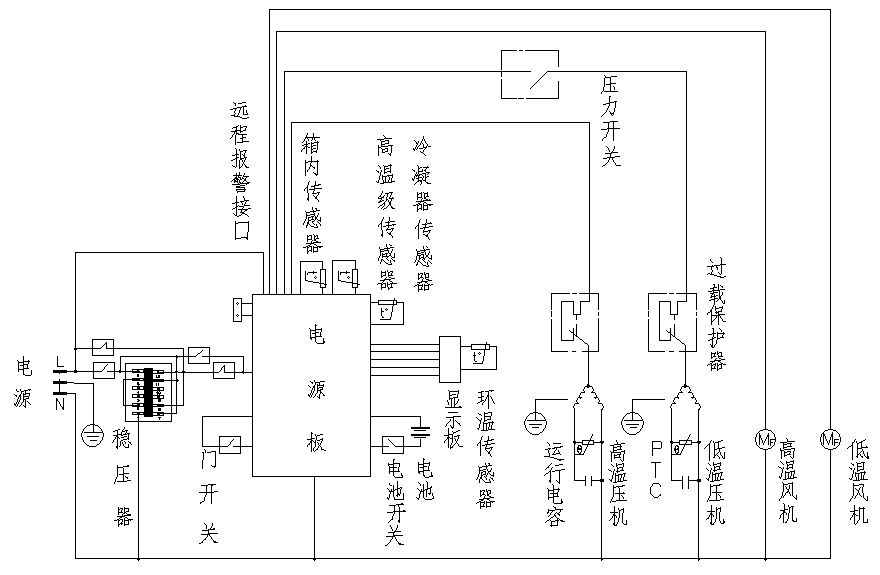 远程报警接口
箱内传感器
高温级传感器
冷凝器传感器
压力开关
过载保护器
电源
L
N
稳压器
电源板
门开关
电池开关
电池
显示板
环温传感器
运行电容
高温压机
PTC
低温压机
高温风机
低温风机
MF
MF
θ
θ
t°
t°
t°
t°